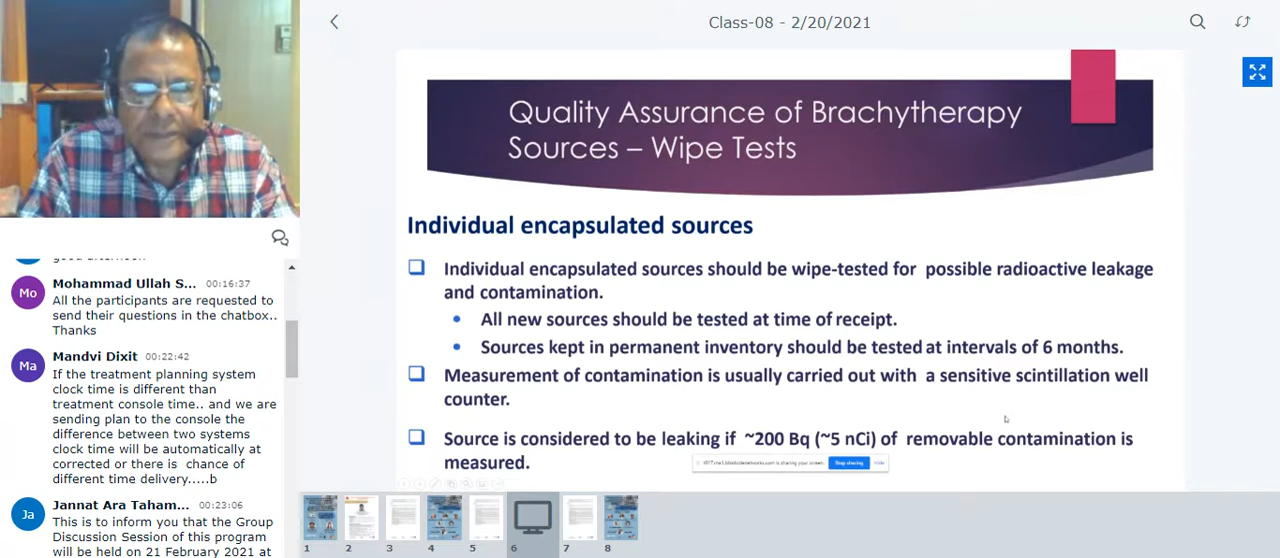 Class-08 - 2/20/2021
Quality Assurance of Brachytherapy
Sources – Wipe Tests
Individual encapsulated sources
Individual encapsulated sources should be wipe-tested for possible radioactive leakage
and contamination.
All new sources should be tested at time of receipt.
Sources kept in permanent inventory should be tested at intervals of 6 months.
Measurement of contamination is usually carried out with a sensitive scintillation well
counter.
Source is considered to be leaking if ~200 Bq (~5 nCi) of removable contamination is
measured.
is sharing your screen.
Stop sharing
Hide
good afternoon
Mo
Mohammad Ullah S... 00:16:37
All the participants are requested to
send their questions in the chatbox..
Thanks
Ma
Mandvi Dixit 00:22:42
If the treatment planning system
clock time is different than
treatment console time.. and we are
sending plan to the console the
difference between two systems
clock time will be automatically at
corrected or there is chance of
different time delivery.....b
Ja
Jannat Ara Taham... 00:23:06
This is to inform you that the Group
Discussion Session of this program
will be held on 21 February 2021 at
1
2
3
4
5
6
7
8